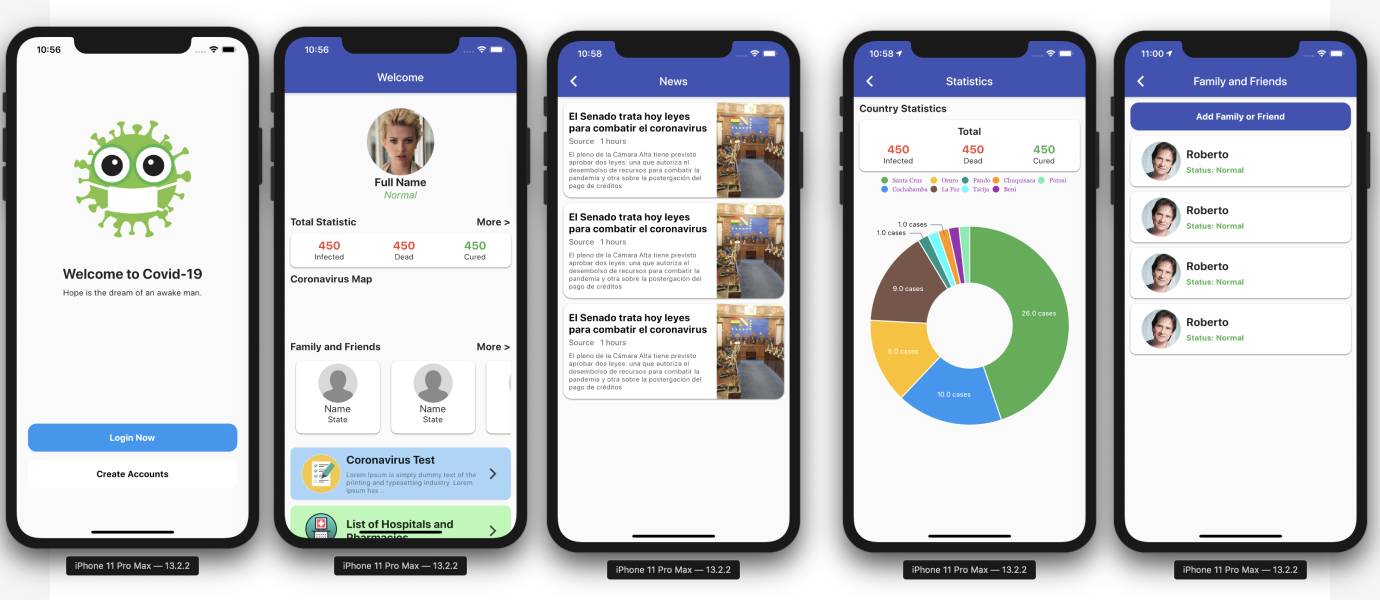 10:56
Welcome to Covid-19
Hope is the dream of an awake man.
Login Now
Create Accounts
iPhone 11 Pro Max — 13.2.2
10:56
Welcome
Full Name
Normal
Total Statistic More >
450 450 450
Infected Dead Cured
Coronavirus Map
Family and Friends More >
Name Name
State State
Coronavirus Test
Lorem Ipsum is simply dummy text of the
printing and typesetting industry. Lorem
Ipsum has ..
List of Hospitals and
Pharmacies
iPhone 11 Pro Max — 13.2.2
10:58
News
El Senado trata hoy leyes
para combatir el coronavirus
Source 1 hours
El pleno de la Cámara Alta tiene previsto
aprobar dos leyes: una que autoriza el
desembolso de recursos para combatir la
pandemia y otra sobre la postergación del
pago de créditos
El Senado trata hoy leyes
para combatir el coronavirus
Source 1 hours
El pleno de la Cámara Alta tiene previsto
aprobar dos leyes: una que autoriza el
desembolso de recursos para combatir la
pandemia y otra sobre la postergación del
pago de créditos
El Senado trata hoy leyes
para combatir el coronavirus
Source 1 hours
El pleno de la Cámara Alta tiene previsto
aprobar dos leyes: una que autoriza el
desembolso de recursos para combatir la
pandemia y otra sobre la postergación del
pago de créditos
iPhone 11 Pro Max — 13.2.2
10:58
Statistics
Country Statistics
Total
450 450 450
Infected Dead Cured
Santa Cruz Oruro Pando Chuquisaca Potosí
Cochabamba La Paz Tarija Beni
1.0 cases
1.0 cases
9.0 cases
26.0 cases
8.0 cases
10.0 cases
iPhone 11 Pro Max — 13.2.2
11:00
Family and Friends
Add Family or Friend
Roberto
Status: Normal
Roberto
Status: Normal
Roberto
Status: Normal
Roberto
Status: Normal
iPhone 11 Pro Max — 13.2.2